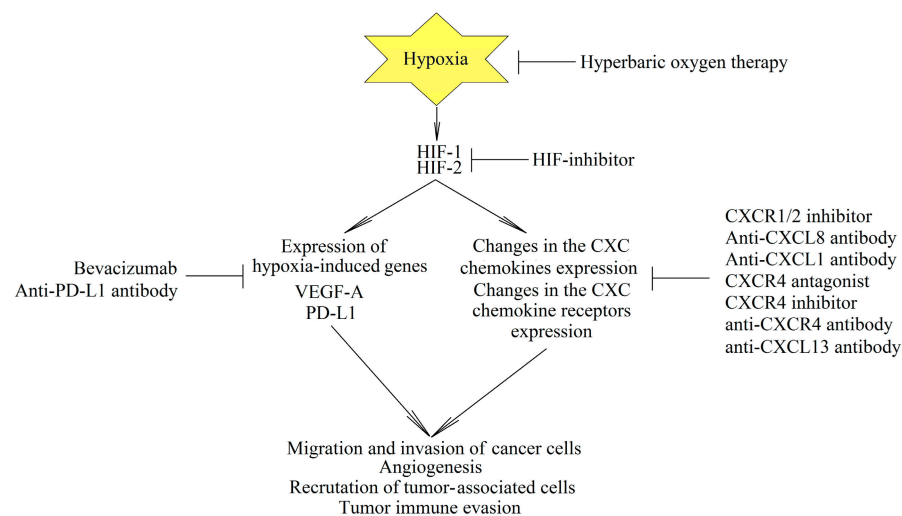 Hypoxia
Hyperbaric oxygen therapy
HIF-1
HIF-2
HIF-inhibitor
Expression of
hypoxia-induced genes
VEGF-A
PD-L1
Bevacizumab
Anti-PD-L1 antibody
Changes in the CXC
chemokines expression
Changes in the CXC
chemokine receptors
expression
CXCR1/2 inhibitor
Anti-CXCL8 antibody
Anti-CXCL1 antibody
CXCR4 antagonist
CXCR4 inhibitor
anti-CXCR4 antibody
anti-CXCL13 antibody
Migration and invasion of cancer cells
Angiogenesis
Recrutation of tumor-associated cells
Tumor immune evasion